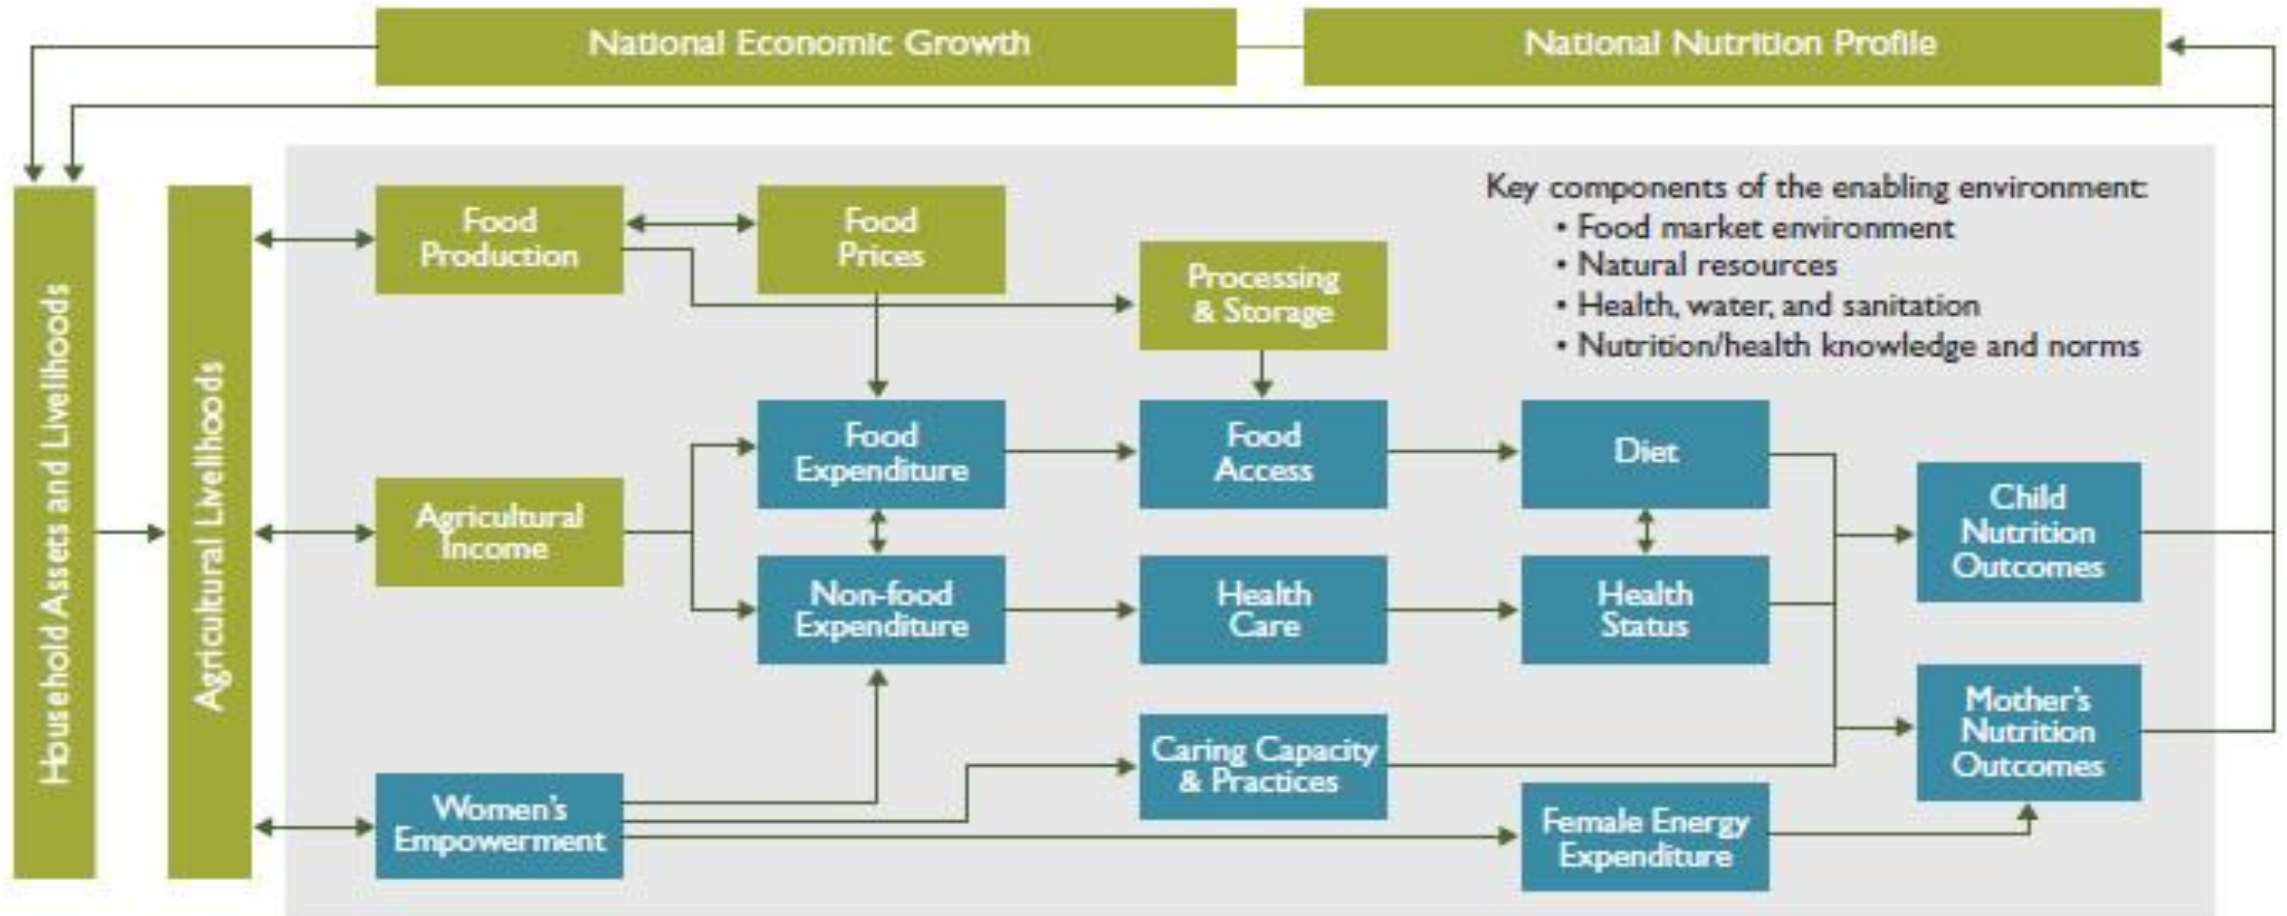 National Economic Growth
National Nutrition Profile
Household Assets and Livelihoods
Agricultural Livelihoods
Food
Production
Food
Prices
Processing
& Storage
Key components of the enabling environment:
• Food market environment
• Natural resources
• Health, water, and sanitation
• Nutrition/health knowledge and norms
Agricultural
Income
Food
Expenditure
Food
Access
Diet
Child
Nutrition
Outcomes
Non-food
Expenditure
Health
Care
Health
Status
Women's
Empowerment
Caring Capacity
& Practices
Female Energy
Expenditure
Mother's
Nutrition
Outcomes